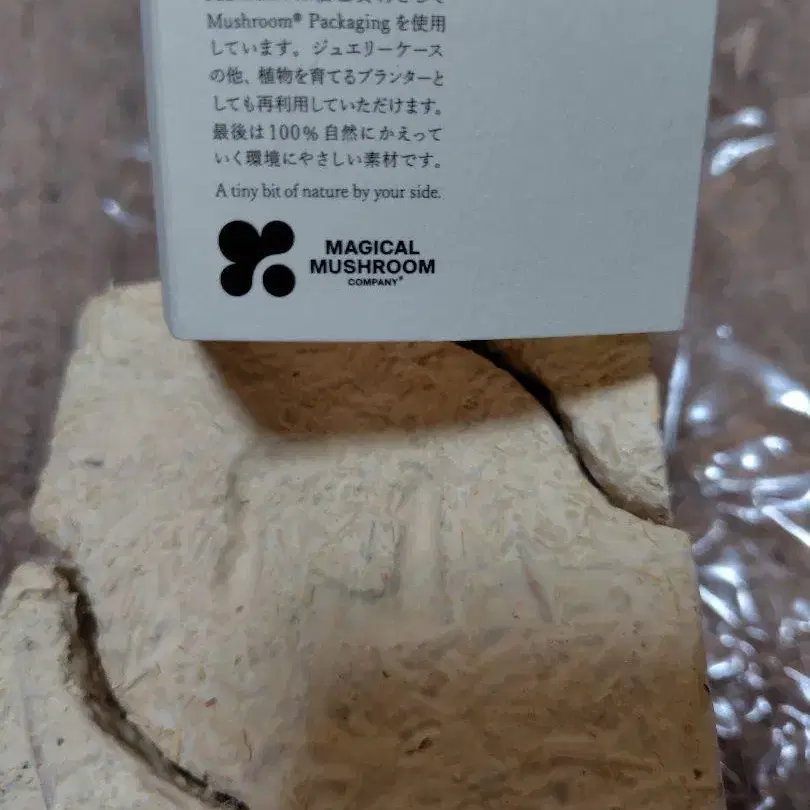 Mushroom® Packaging を使用
しています。ジュエリーケース
の他、植物を育てるプランターと
しても再利用していただけます。
最後は100%自然にかえって
いく環境にやさしい素材です。
A tiny bit of nature by your side.
MAGICAL
MUSHROOM
COMPANY®